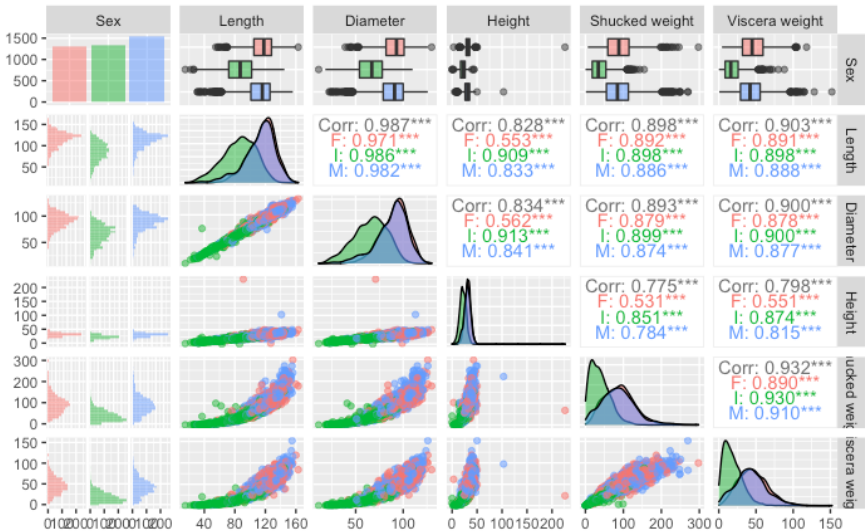 Sex Length Diameter Height Shucked weight Viscera weight
1500
1000
500
0
Sex
150
100
50
Corr: 0.987*** Corr: 0.828*** Corr: 0.898*** Corr: 0.903***
F: 0.971*** F: 0.553*** F: 0.892*** F: 0.891***
I: 0.986*** I: 0.909*** I: 0.898*** I: 0.898***
M: 0.982*** M: 0.833*** M: 0.886*** M: 0.888***
Length
100
50
Corr: 0.834*** Corr: 0.893*** Corr: 0.900***
F: 0.562*** F: 0.879*** F: 0.878***
I: 0.913*** I: 0.899*** I: 0.900***
M: 0.841*** M: 0.874*** M: 0.877***
Diameter
200
150
100
50
0
Corr: 0.775*** Corr: 0.798***
F: 0.531*** F: 0.551***
I: 0.851*** I: 0.874***
M: 0.784*** M: 0.815***
Height
300
200
100
0
Corr: 0.932***
F: 0.890***
I: 0.930***
M: 0.910***
ucked weig
150
100
50
0
iscera weig
40 80 120 160 50 100 0 50 100 200 0 100 200 300 0 50 100 150